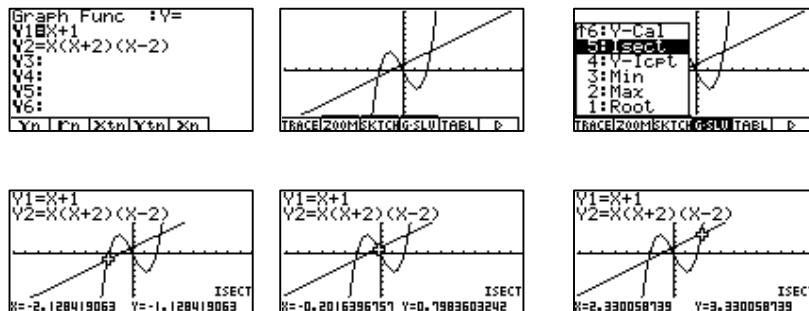 Graph Func :Y=
Y1=X+1
Y2=X(X+2)(X-2)
Y3:
Y4:
Y5:
Y6:
Yn rn Xtn Ytn Xn
TRACE ZOOM SKTCH G-SLV TABL ▷
↑6:Y-Cal
5:Isect
4:Y-Icpt
3:Min
2:Max
1:Root
TRACE ZOOM SKTCH G-SLV TABL ▷
Y1=X+1
Y2=X(X+2)(X-2)
ISECT
X=-2.128419063 Y=-1.128419063
Y1=X+1
Y2=X(X+2)(X-2)
ISECT
X=-0.2016396757 Y=0.7983603242
Y1=X+1
Y2=X(X+2)(X-2)
ISECT
X=2.330058739 Y=3.330058739